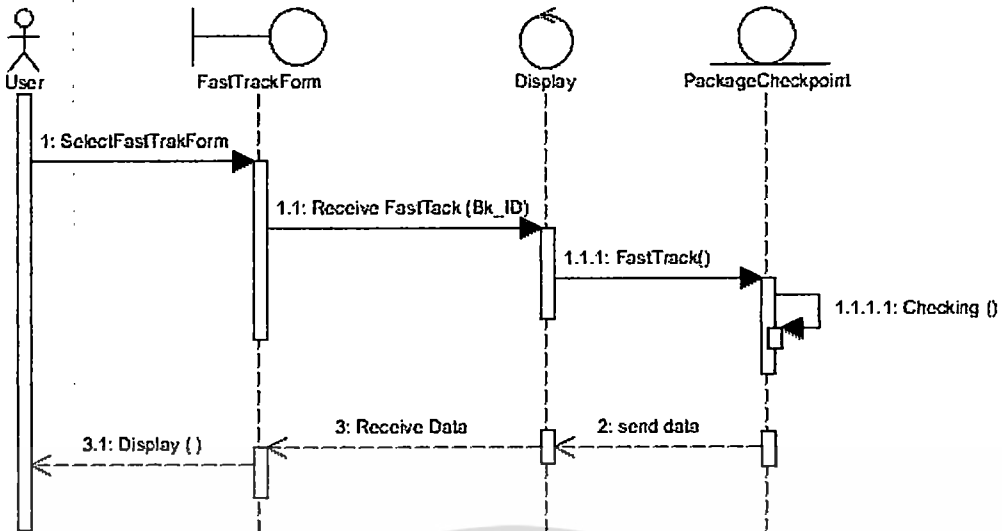 User
FastTrackForm
Display
PackageCheckpoint
1: SelectFastTrakForm
1.1: Receive FastTack (Bk_ID)
1.1.1: FastTrack()
1.1.1.1: Checking ()
3: Receive Data
2: send data
3.1: Display ( )